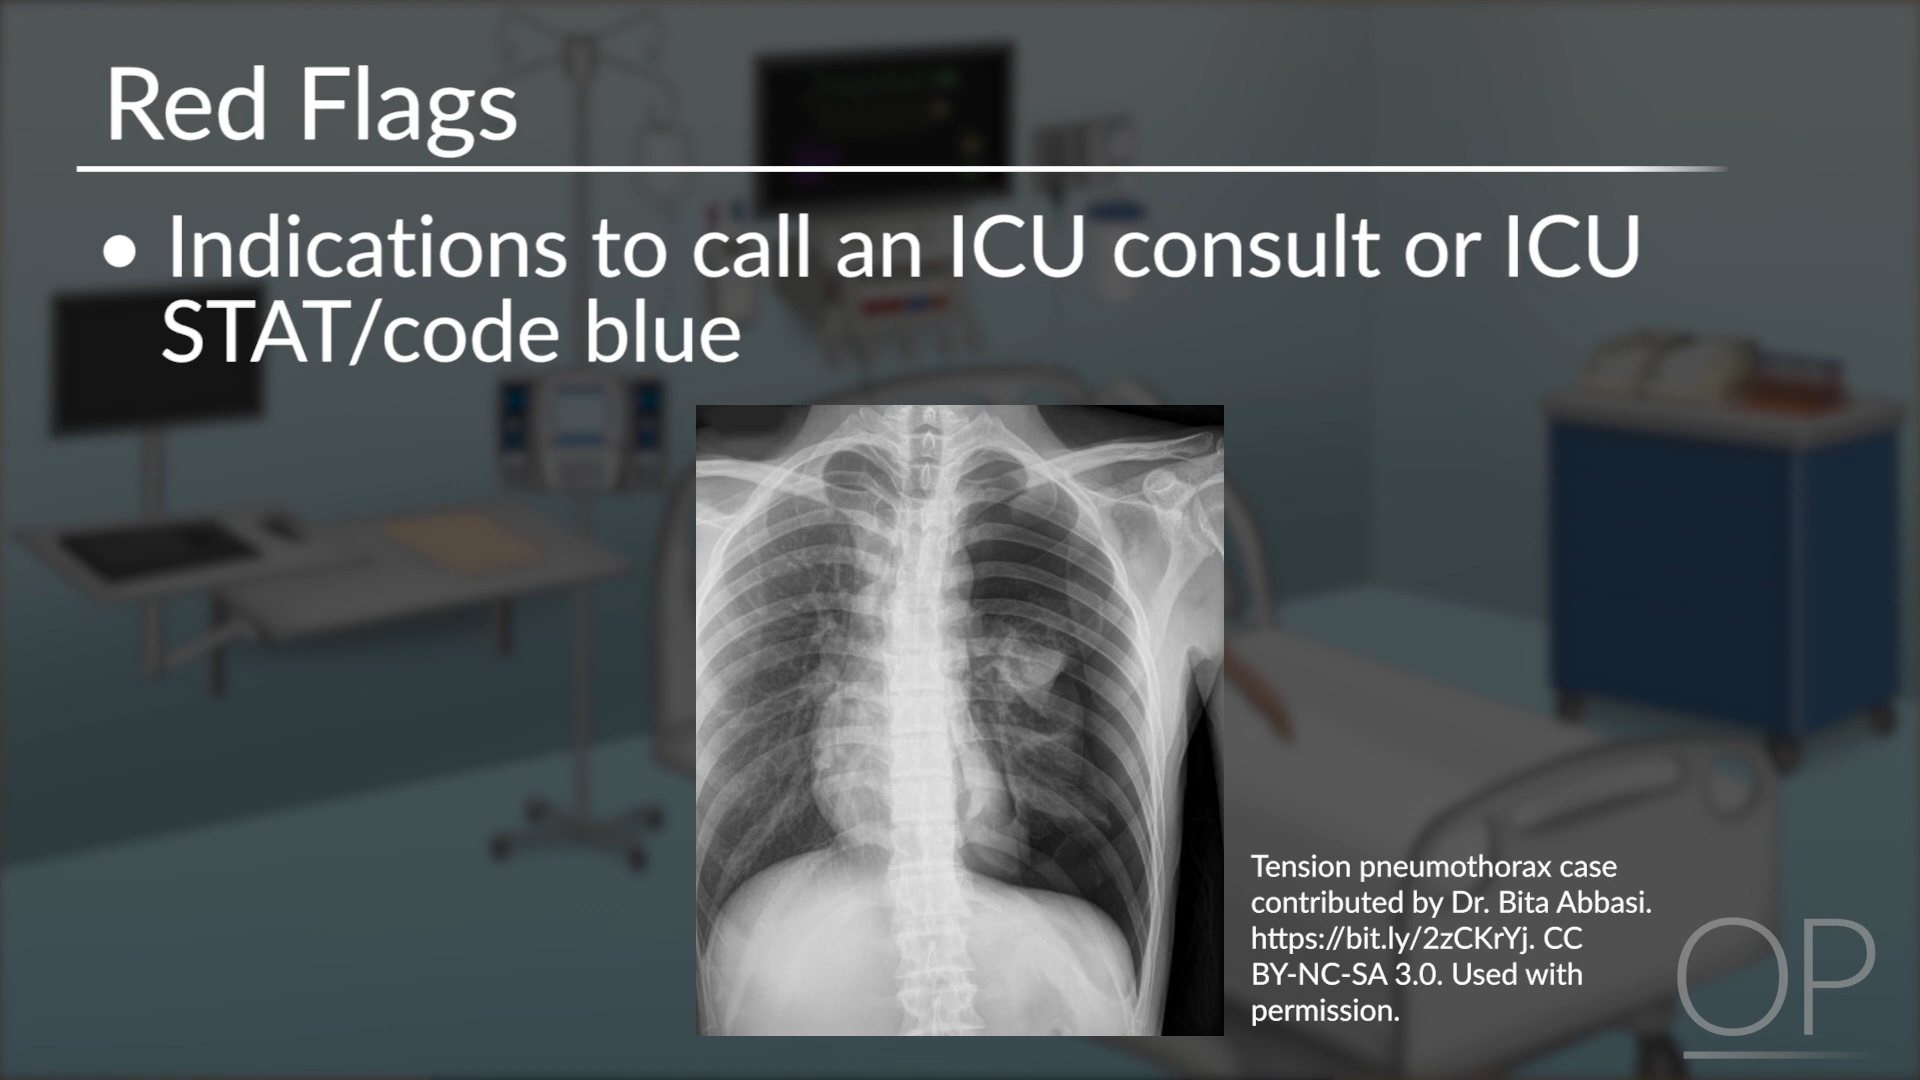 Red Flags
• Indications to call an ICU consult or ICU
STAT/code blue
Tension pneumothorax case
contributed by Dr. Bita Abbasi.
https://bit.ly/2zCKrYj. CC
BY-NC-SA 3.0. Used with
permission.
OP